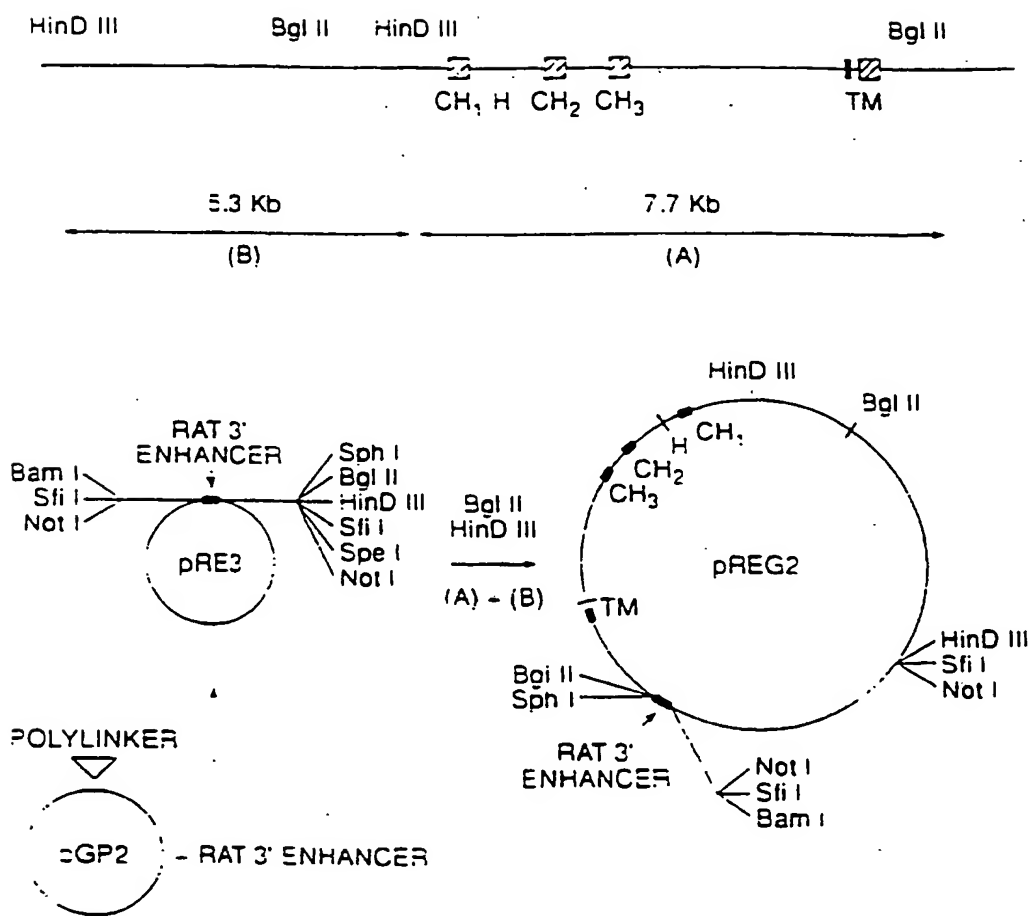 HinD III Bgl II HinD III Bgl II
CH1 H CH2 CH3 TM
5.3 Kb 7.7 Kb
(B) (A)
HinD III
Bgl II
CH1
H
CH2
CH3
RAT 3'
ENHANCER
Bam I
Sfi I
Not I
Sph I
Bgl II
HinD III
Sfi I
Spe I
Not I
pRE3
Bgl II
HinD III
(A) - (B)
pREG2
TM
HinD III
Sfi I
Not I
Bgl II
Sph I
RAT 3'
ENHANCER
Not I
Sfi I
Bam I
POLYLINKER
pGP2 - RAT 3' ENHANCER